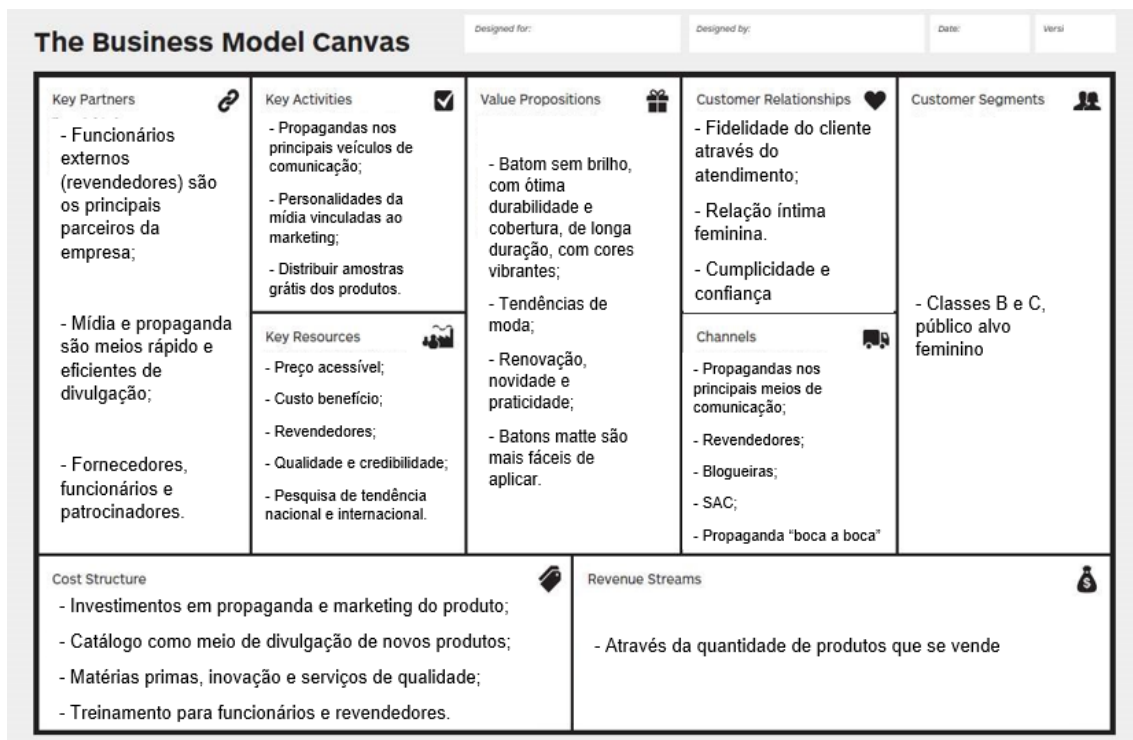 The Business Model Canvas
Designed for:
Designed by:
Date:
Versi
Key Partners
- Funcionários
externos
(revendedores) são
os principais
parceiros da
empresa;
- Mídia e propaganda
são meios rápido e
eficientes de
divulgação;
- Fornecedores,
funcionários e
patrocinadores.
Key Activities
- Propagandas nos
principais veículos de
comunicação;
- Personalidades da
mídia vinculadas ao
marketing;
- Distribuir amostras
grátis dos produtos.
Key Resources
- Preço acessível;
- Custo benefício;
- Revendedores;
- Qualidade e credibilidade;
- Pesquisa de tendência
nacional e internacional.
Value Propositions
- Batom sem brilho,
com ótima
durabilidade e
cobertura, de longa
duração, com cores
vibrantes;
- Tendências de
moda;
- Renovação,
novidade e
praticidade;
- Batons matte são
mais fáceis de
aplicar.
Customer Relationships
- Fidelidade do cliente
através do
atendimento;
- Relação íntima
feminina.
- Cumplicidade e
confiança
Channels
- Propagandas nos
principais meios de
comunicação;
- Revendedores;
- Blogueiras;
- SAC;
- Propaganda “boca a boca”
Customer Segments
- Classes B e C,
público alvo
feminino
Cost Structure
- Investimentos em propaganda e marketing do produto;
- Catálogo como meio de divulgação de novos produtos;
- Matérias primas, inovação e serviços de qualidade;
- Treinamento para funcionários e revendedores.
Revenue Streams
$
- Através da quantidade de produtos que se vende